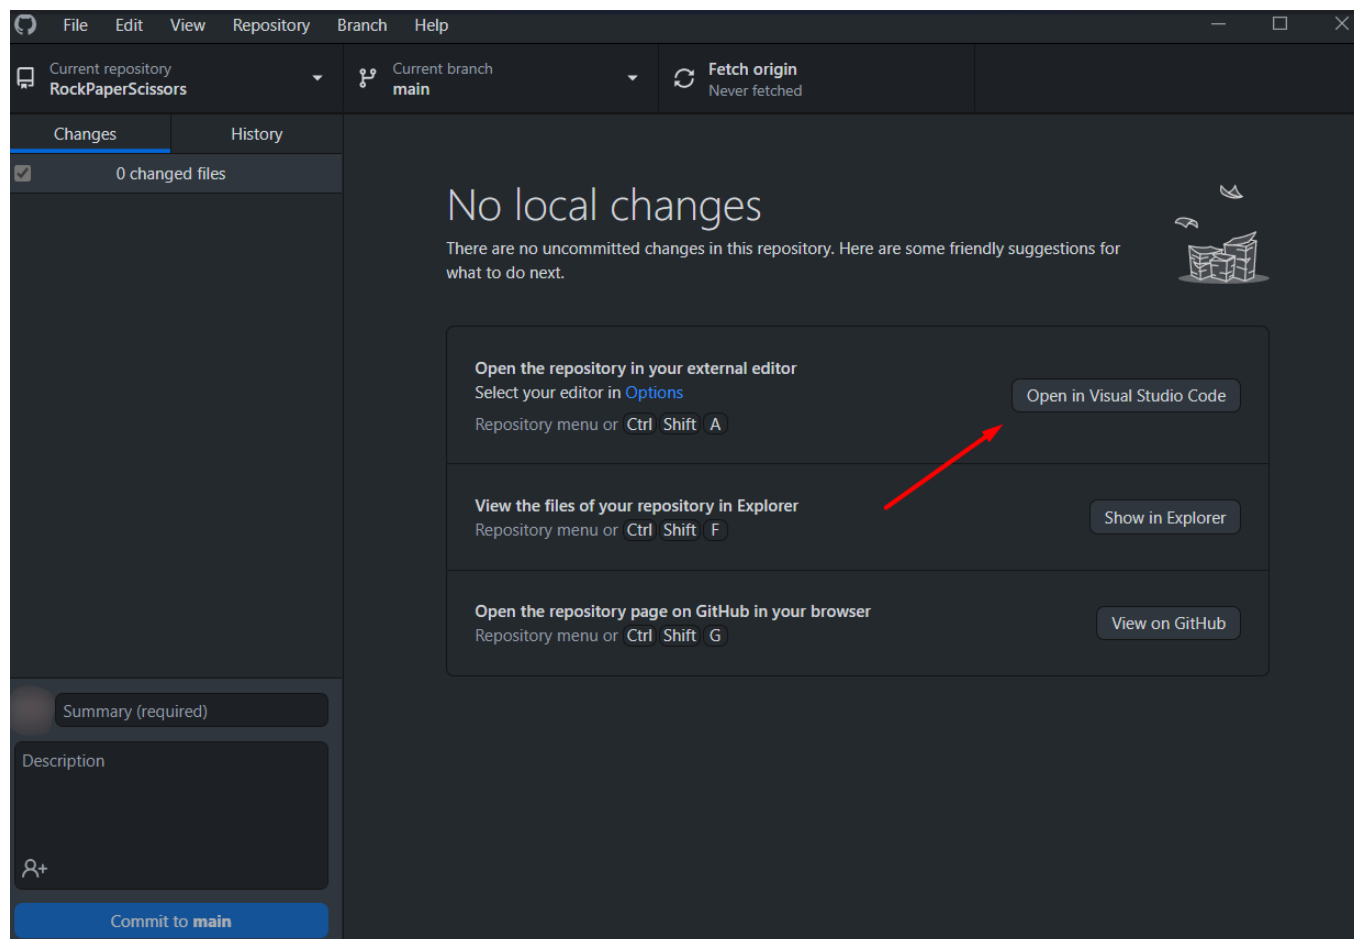 File Edit View Repository Branch Help
Current repository
RockPaperScissors
Current branch
main
Fetch origin
Never fetched
Changes
History
0 changed files
No local changes
There are no uncommitted changes in this repository. Here are some friendly suggestions for
what to do next.
Open the repository in your external editor
Select your editor in Options
Repository menu or Ctrl Shift A
Open in Visual Studio Code
View the files of your repository in Explorer
Repository menu or Ctrl Shift F
Show in Explorer
Open the repository page on GitHub in your browser
Repository menu or Ctrl Shift G
View on GitHub
Summary (required)
Description
Commit to main